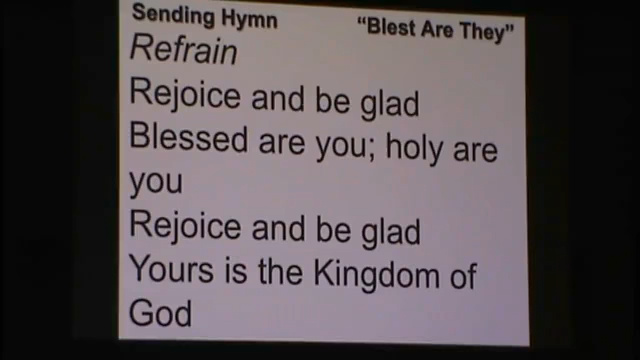 Sending Hymn "Blest Are They"
Refrain
Rejoice and be glad
Blessed are you; holy are
you
Rejoice and be glad
Yours is the Kingdom of
God